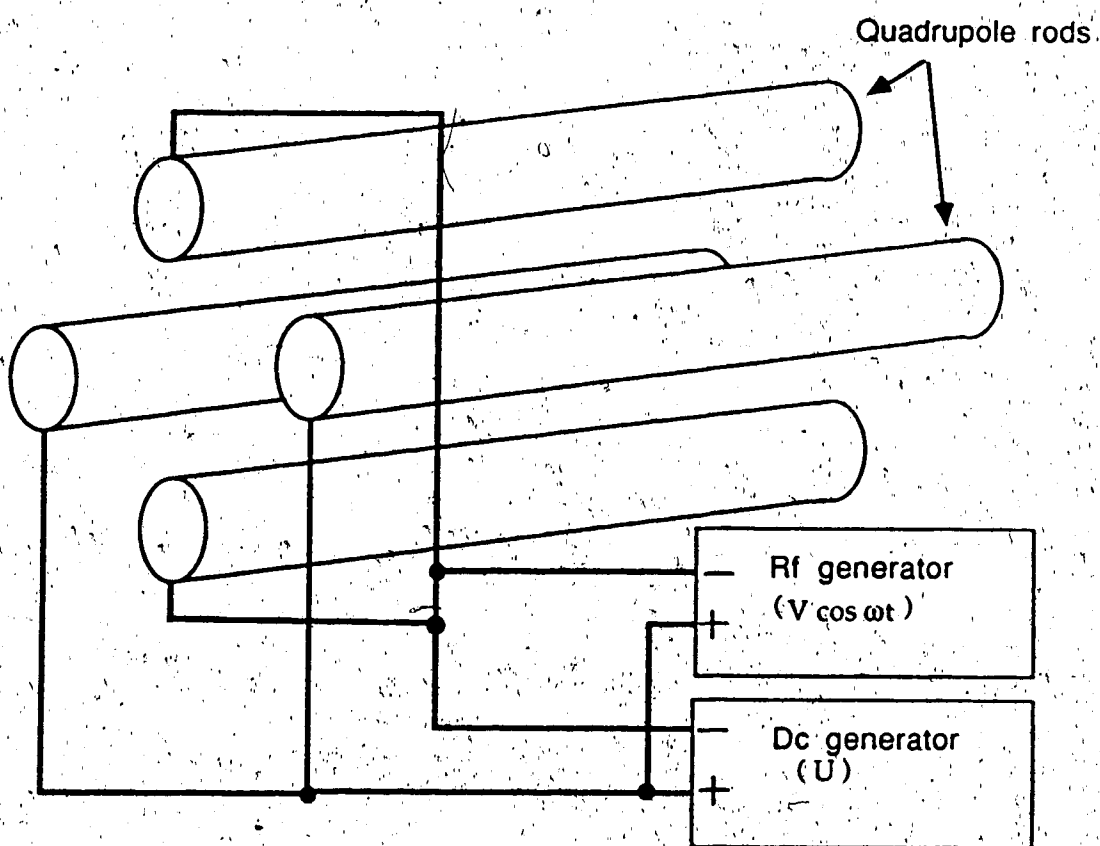 Quadrupole rods
− Rf generator
(V cos ωt)
+
− Dc generator
(U)
+